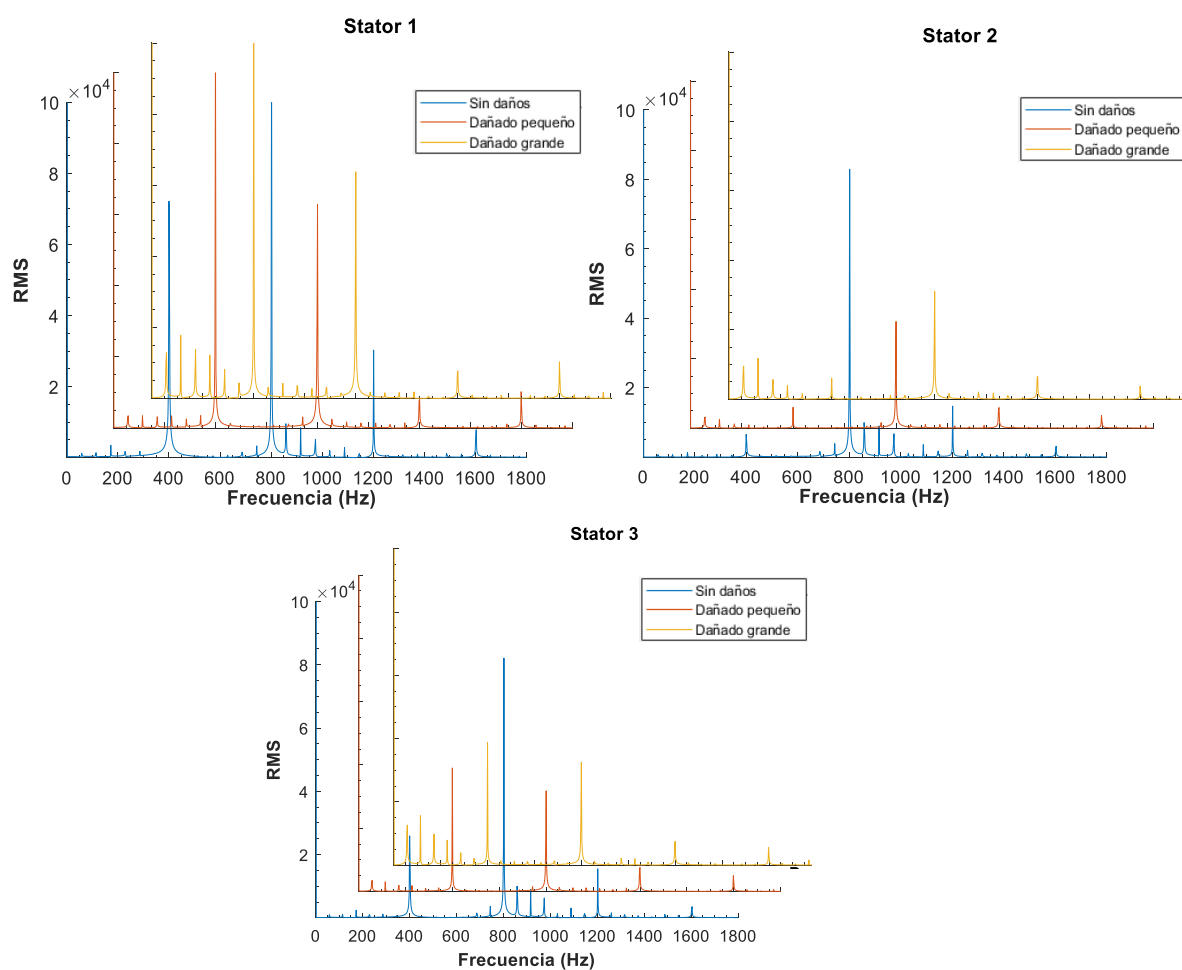 Stator 1
×10⁴
10
8
6
4
2
RMS
Sin daños
Dañado pequeño
Dañado grande
0 200 400 600 800 1000 1200 1400 1600 1800
Frecuencia (Hz)
Stator 2
×10⁴
10
8
6
4
2
RMS
Sin daños
Dañado pequeño
Dañado grande
0 200 400 600 800 1000 1200 1400 1600 1800
Frecuencia (Hz)
Stator 3
×10⁴
10
8
6
4
2
RMS
Sin daños
Dañado pequeño
Dañado grande
0 200 400 600 800 1000 1200 1400 1600 1800
Frecuencia (Hz)